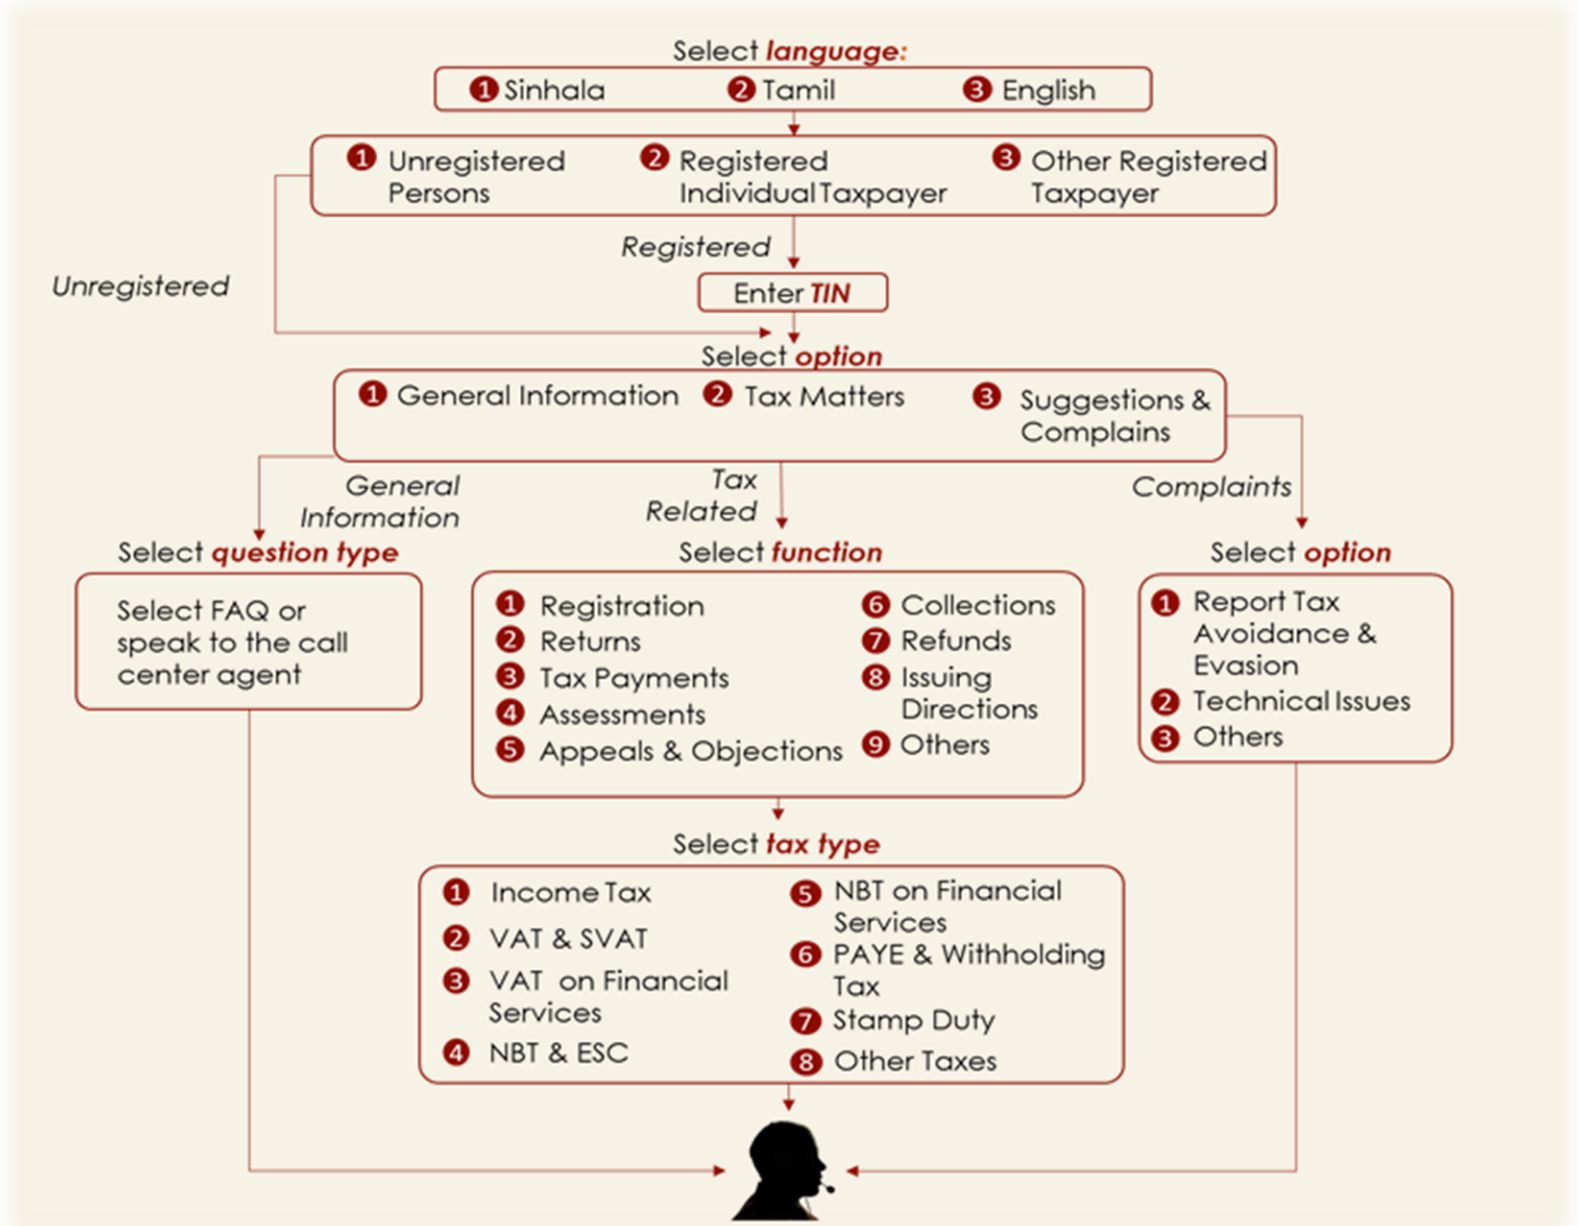 Select language:
1 Sinhala 2 Tamil 3 English
1 Unregistered Persons
2 Registered Individual Taxpayer
3 Other Registered Taxpayer
Registered
Unregistered
Enter TIN
Select option
1 General Information 2 Tax Matters 3 Suggestions &
Complains
General
Information
Tax
Related
Complaints
Select question type
Select FAQ or
speak to the call
center agent
Select function
1 Registration
2 Returns
3 Tax Payments
4 Assessments
5 Appeals & Objections
6 Collections
7 Refunds
8 Issuing
Directions
9 Others
Select option
1 Report Tax
Avoidance &
Evasion
2 Technical Issues
3 Others
Select tax type
1 Income Tax
2 VAT & SVAT
3 VAT on Financial
Services
4 NBT & ESC
5 NBT on Financial
Services
6 PAYE & Withholding
Tax
7 Stamp Duty
8 Other Taxes